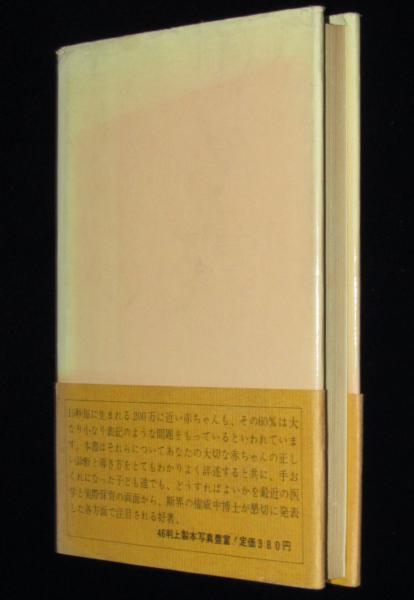 15秒毎に生まれる200万に近い赤ちゃんも、その60%は大
なり小なり表記のような問題をもっているといわれていま
す。本書はそれらについてあなたの大切な赤ちゃんの正し
い診断と導き方をとてもわかりよく詳述すると共に、手お
くれになった子ども達でも、どうすればよいかを最近の医
学と実際保育の両面から、斯界の権威中博士が懇切に発表
した各方面で注目される好著。
46判上製本写真豊富！定価980円